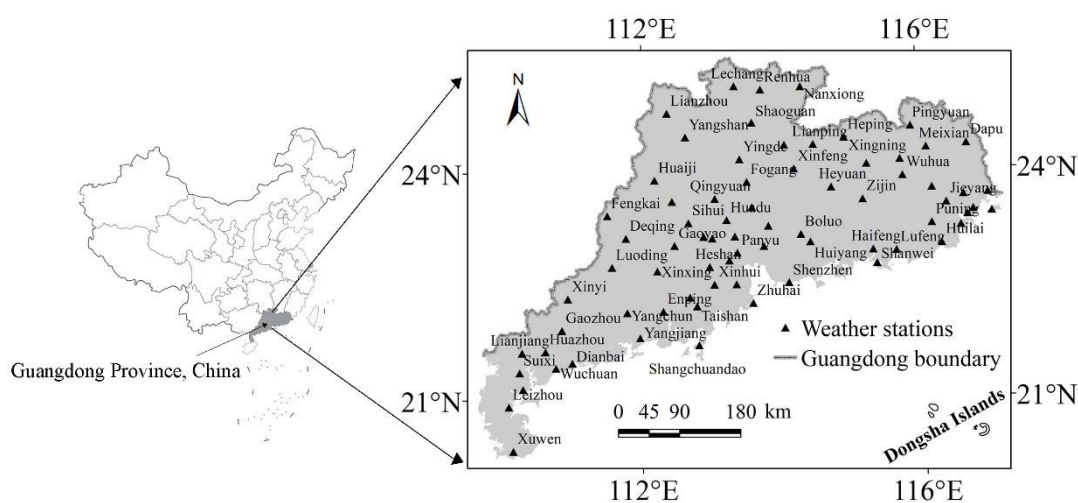 112°E
116°E
N
Lechang
Renhua
Nanxiong
Lianzhou
Shaoguan
Pingyuan
Yangshan
Lianping
Heping
Meixian
Dapu
24°N
Yingde
Xinfeng
Xingning
Wuhua
Huaiji
Fogang
Heyuan
Zijin
Qingyuan
Jieyang
Fengkai
Sihui
Huadu
Puning
Deqing
Gaoyao
Panyu
Boluo
Haifeng
Lufeng
Huilai
Luoding
Heshan
Huiyang
Shanwei
Xinxing
Xinhui
Shenzhen
Xinyi
Enping
Zhuhai
Gaozhou
Yangchun
Taishan
Weather stations
Lianjiang
Huazhou
Yangjiang
Guangdong boundary
Suixi
Dianbai
Guangdong Province, China
Wuchuan
Shangchuandao
Leizhou
21°N
0 45 90 180 km
Dongsha Islands
Xuwen
112°E
116°E